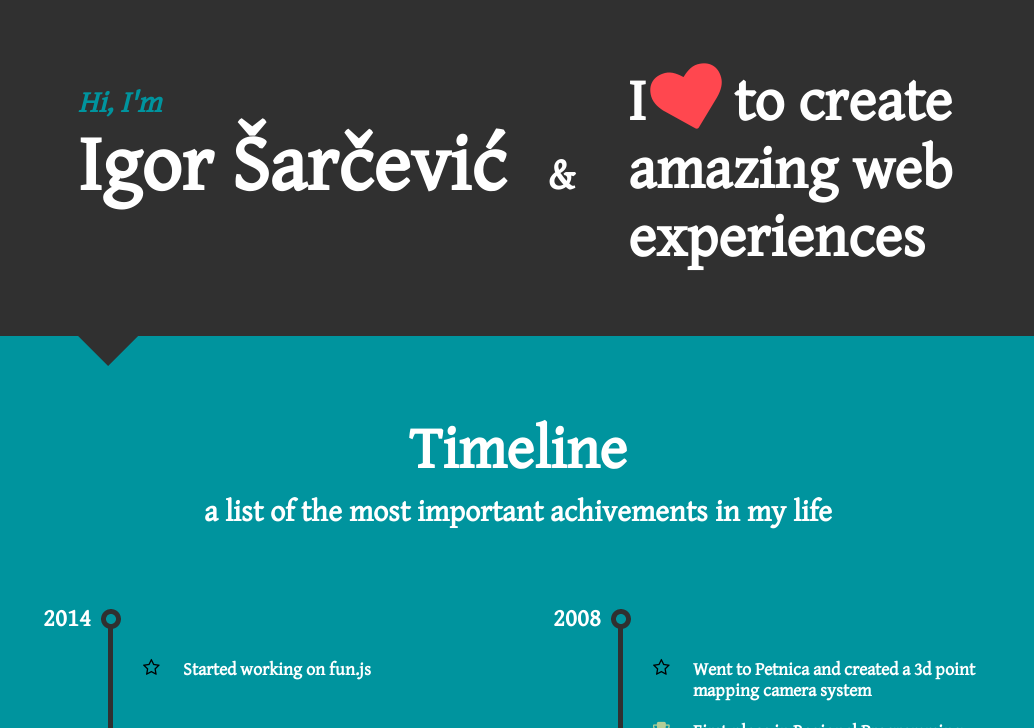 Hi, I'm
Igor Šarčević
&
I to create
amazing web
experiences
Timeline
a list of the most important achivements in my life
2014
Started working on fun.js
2008
Went to Petnica and created a 3d point
mapping camera system